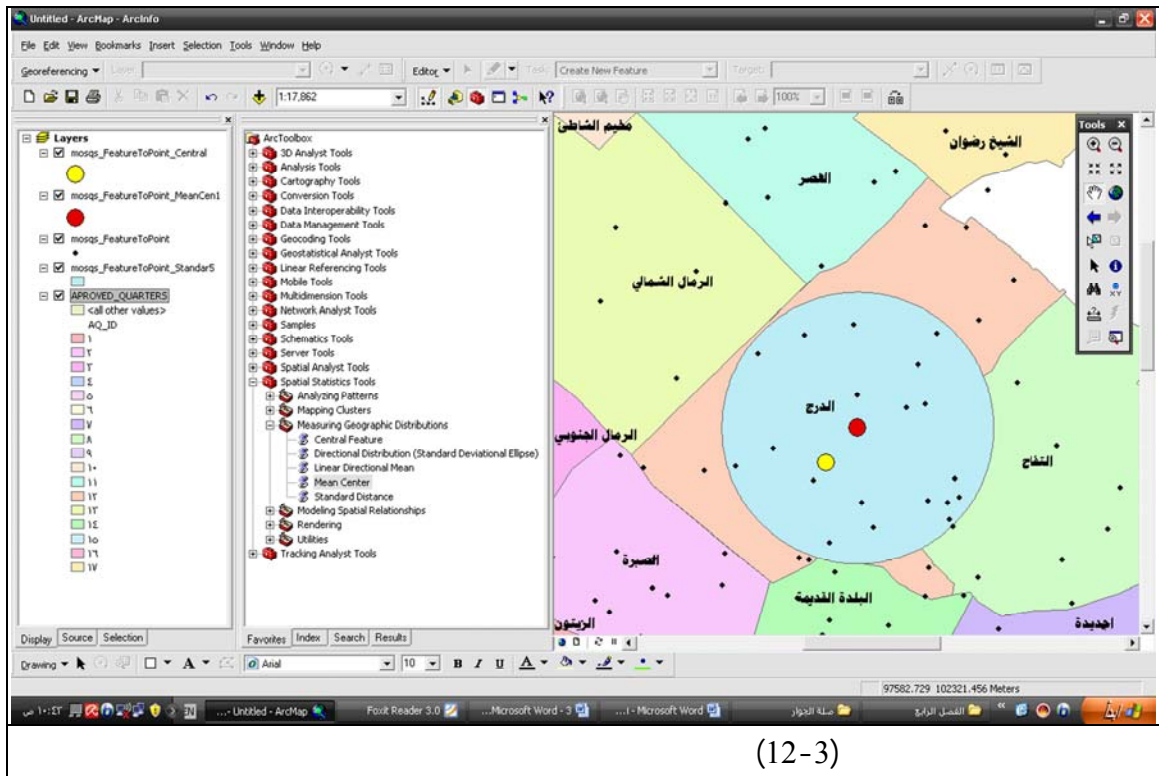 Untitled - ArcMap - ArcInfo
File Edit View Bookmarks Insert Selection Tools Window Help
Georeferencing Layer: Editor Task: Create New Feature Target:
1:17,862 100%
Layers
mosqs_FeatureToPoint_Central
mosqs_FeatureToPoint_MeanCen1
mosqs_FeatureToPoint
mosqs_FeatureToPoint_Standar5
APROVED_QUARTERS
<all other values>
AQ_ID
١
٢
٣
٤
٥
٦
٧
٨
٩
١٠
١١
١٢
١٣
١٤
١٥
١٦
١٧
Display Source Selection
ArcToolbox
3D Analyst Tools
Analysis Tools
Cartography Tools
Conversion Tools
Data Interoperability Tools
Data Management Tools
Geocoding Tools
Geostatistical Analyst Tools
Linear Referencing Tools
Mobile Tools
Multidimension Tools
Network Analyst Tools
Samples
Schematics Tools
Server Tools
Spatial Analyst Tools
Spatial Statistics Tools
Analyzing Patterns
Mapping Clusters
Measuring Geographic Distributions
Central Feature
Directional Distribution (Standard Deviational Ellipse)
Linear Directional Mean
Mean Center
Standard Distance
Modeling Spatial Relationships
Rendering
Utilities
Tracking Analyst Tools
Favorites Index Search Results
مخيم الشاطئ
الشيخ رضوان
النصر
الرمال الشمالي
الدرج
الرمال الجنوبي
التفاح
الصبرة
البلدة القديمة
الزيتون
اجديدة
Tools
Drawing A Arial 10 B I U A
97582.729 102321.456 Meters
١٠:٤٣ ص
Untitled - ArcMap -...
Foxit Reader 3.0
Microsoft Word - 3...
Microsoft Word - ا...
صلة الجوار
الفصل الرابع
(12-3)